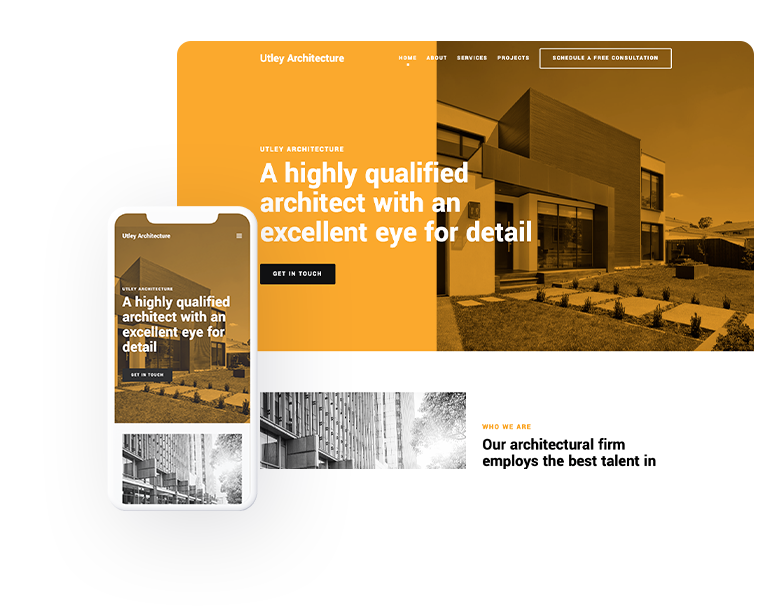 Utley Architecture
HOME ABOUT SERVICES PROJECTS SCHEDULE A FREE CONSULTATION
UTLEY ARCHITECTURE
A highly qualified
architect with an
excellent eye for detail
GET IN TOUCH
WHO WE ARE
Our architectural firm
employs the best talent in
Utley Architecture
UTLEY ARCHITECTURE
A highly qualified
architect with an
excellent eye for
detail
GET IN TOUCH